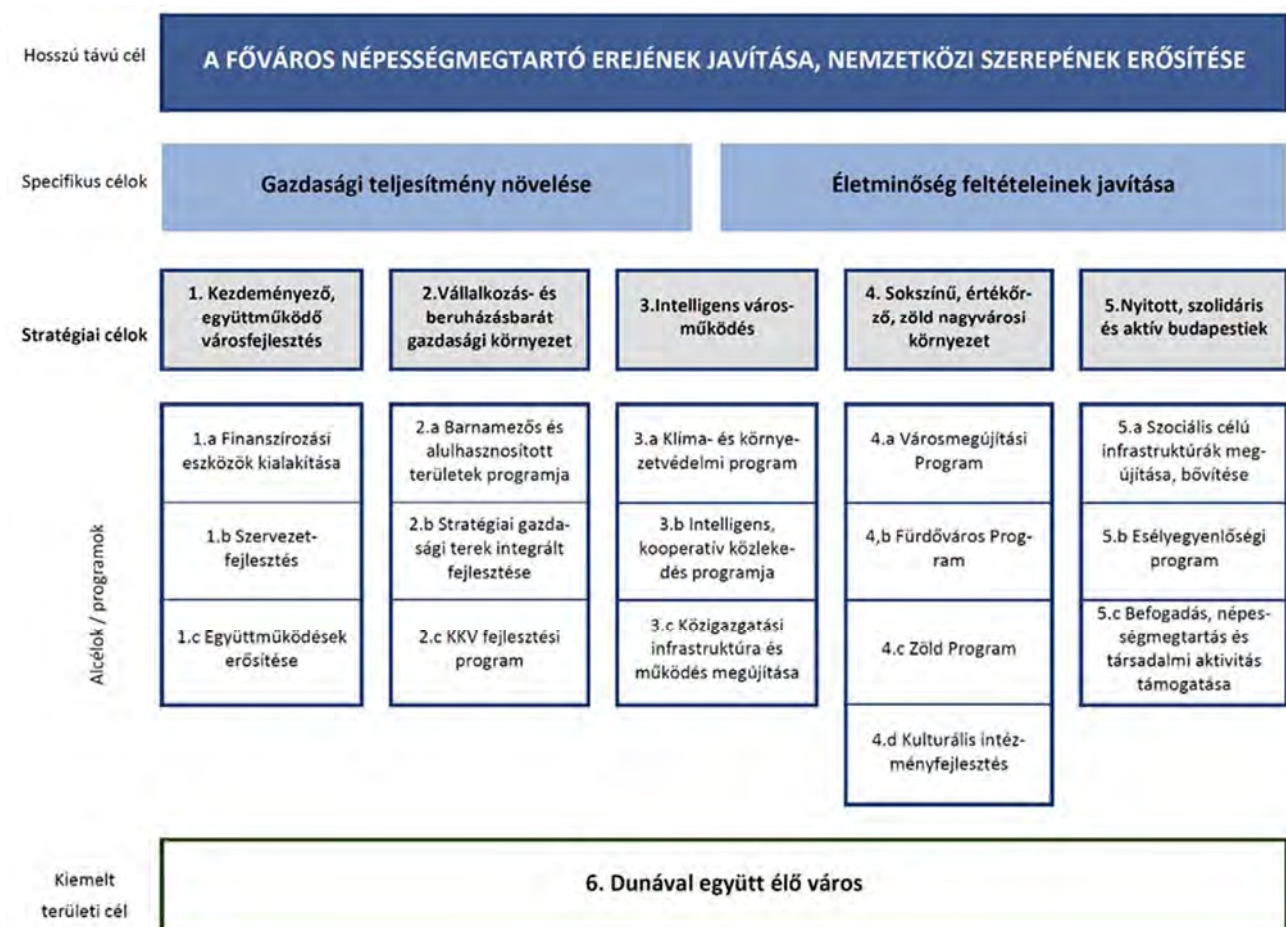 Hosszú távú cél
A FŐVÁROS NÉPESSÉGMEGTARTÓ EREJÉNEK JAVÍTÁSA, NEMZETKÖZI SZEREPÉNEK ERŐSÍTÉSE
Specifikus célok
Gazdasági teljesítmény növelése
Életminőség feltételeinek javítása
Stratégiai célok
1. Kezdeményező,
együttműködő
városfejlesztés
2.Vállalkozás- és
beruházásbarát
gazdasági környezet
3.Intelligens város-
működés
4. Sokszínű, értékőr-
ző, zöld nagyvárosi
környezet
5.Nyitott, szolidáris
és aktív budapestiek
Alcélok / programok
1.a Finanszírozási
eszközök kialakítása
1.b Szervezet-
fejlesztés
1.c Együttműködések
erősítése
2.a Barnamezős és
alulhasznosított
területek programja
2.b Stratégiai gazda-
sági terek integrált
fejlesztése
2.c KKV fejlesztési
program
3.a Klíma- és környe-
zetvédelmi program
3.b Intelligens,
kooperatív közleke-
dés programja
3.c Közigazgatási
infrastruktúra és
működés megújítása
4.a Városmegújítási
Program
4,b Fürdőváros Prog-
ram
4.c Zöld Program
4.d Kulturális intéz-
ményfejlesztés
5.a Szociális célú
infrastruktúrák meg-
újítása, bővítése
5.b Esélyegyenlőségi
program
5.c Befogadás, népes-
ségmegtartás és
társadalmi aktivitás
támogatása
Kiemelt
területi cél
6. Dunával együtt élő város